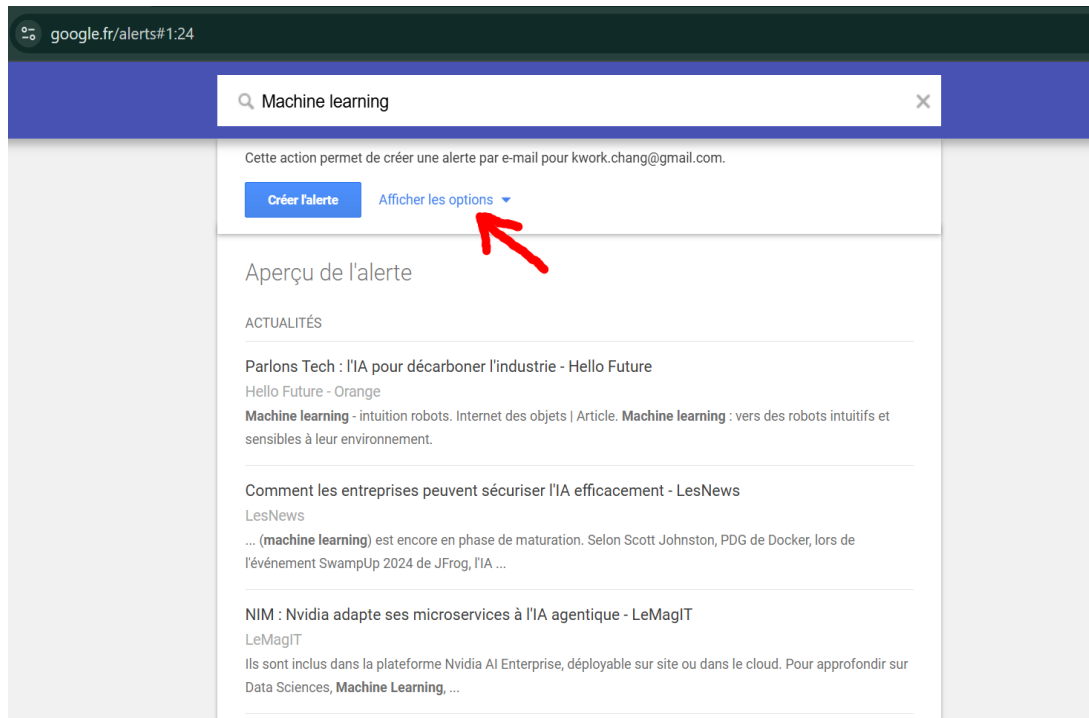 google.fr/alerts#1:24
Machine learning
Cette action permet de créer une alerte par e-mail pour kwork.chang@gmail.com.
Créer l'alerte Afficher les options
Aperçu de l'alerte
ACTUALITÉS
Parlons Tech : l'IA pour décarboner l'industrie - Hello Future
Hello Future - Orange
Machine learning - intuition robots. Internet des objets | Article. Machine learning : vers des robots intuitifs et
sensibles à leur environnement.
Comment les entreprises peuvent sécuriser l'IA efficacement - LesNews
LesNews
... (machine learning) est encore en phase de maturation. Selon Scott Johnston, PDG de Docker, lors de
l'événement SwampUp 2024 de JFrog, l'IA ...
NIM : Nvidia adapte ses microservices à l'IA agentique - LeMagIT
LeMagIT
Ils sont inclus dans la plateforme Nvidia AI Enterprise, déployable sur site ou dans le cloud. Pour approfondir sur
Data Sciences, Machine Learning, ...